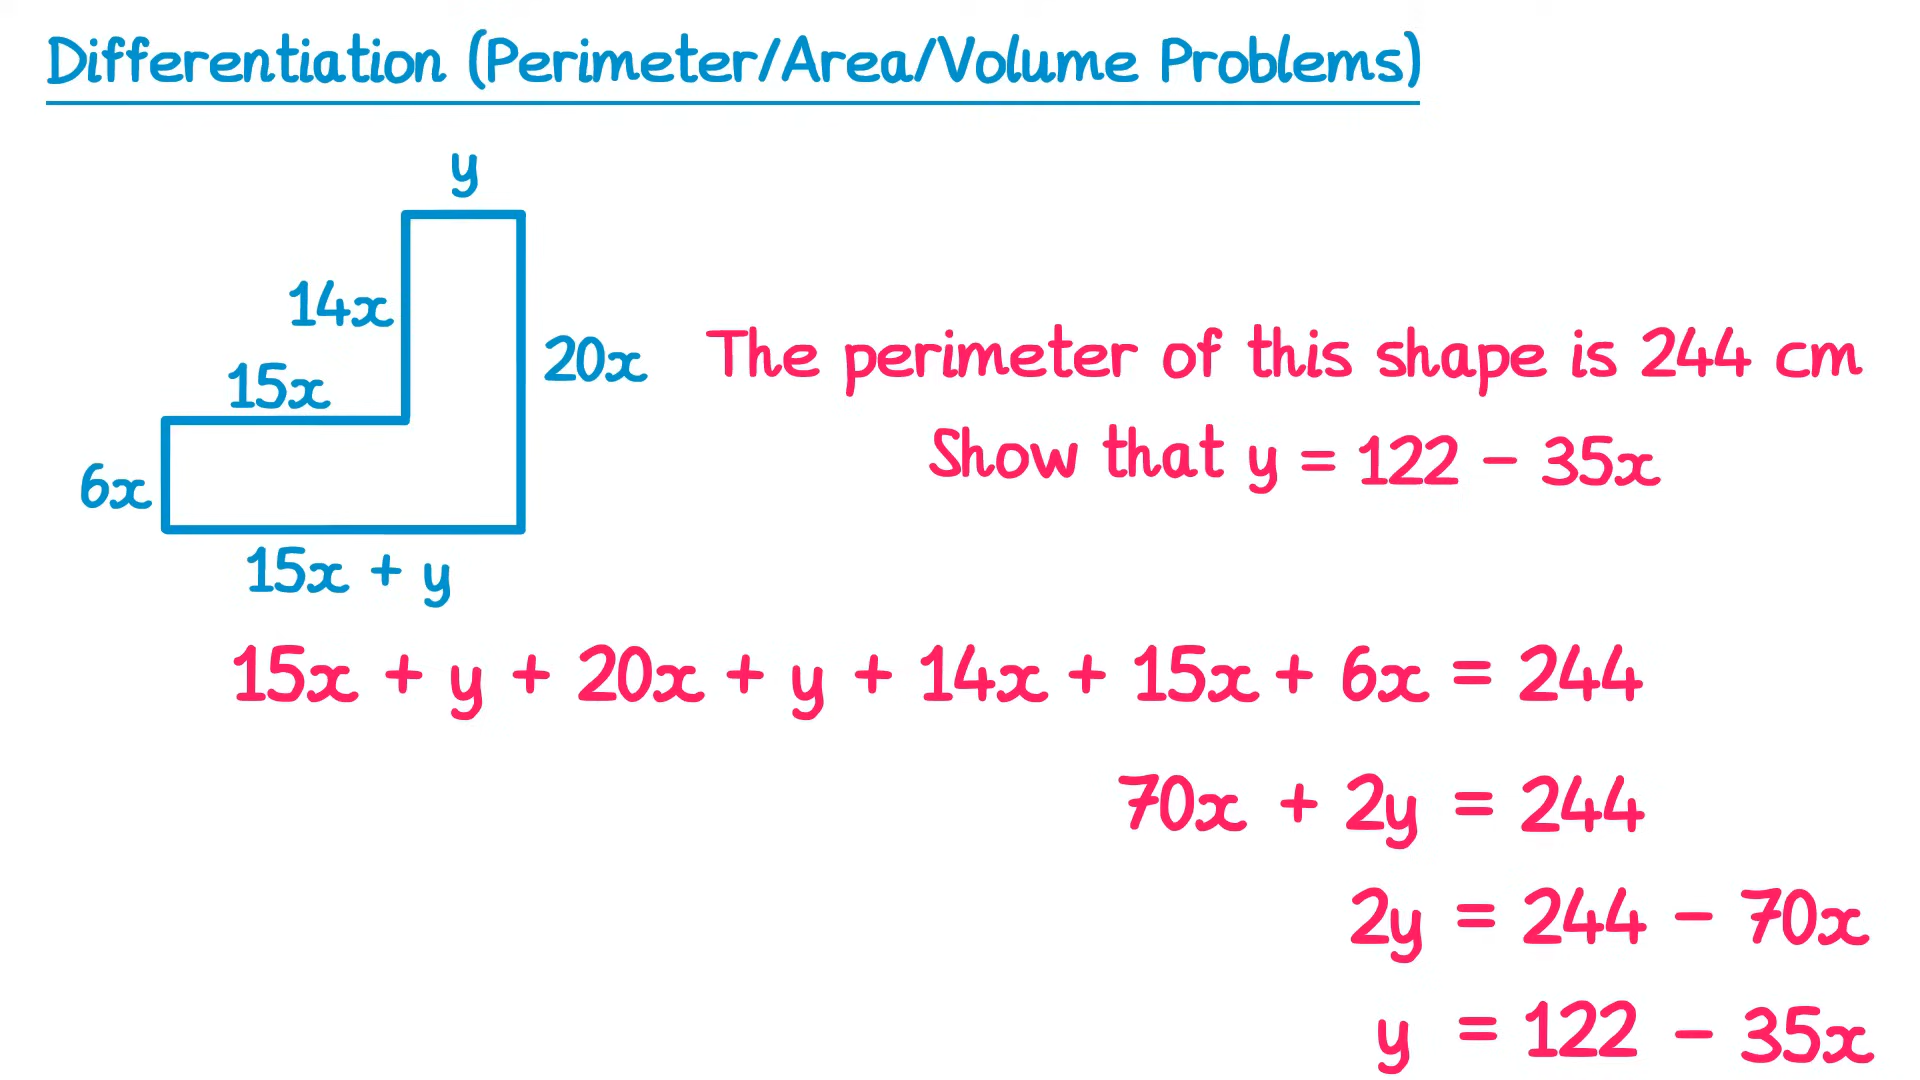 Differentiation (Perimeter/Area/Volume Problems)
y
14x
15x
20x
6x
15x + y
The perimeter of this shape is 244 cm
Show that y = 122 − 35x
15x + y + 20x + y + 14x + 15x + 6x = 244
70x + 2y = 244
2y = 244 − 70x
y = 122 − 35x